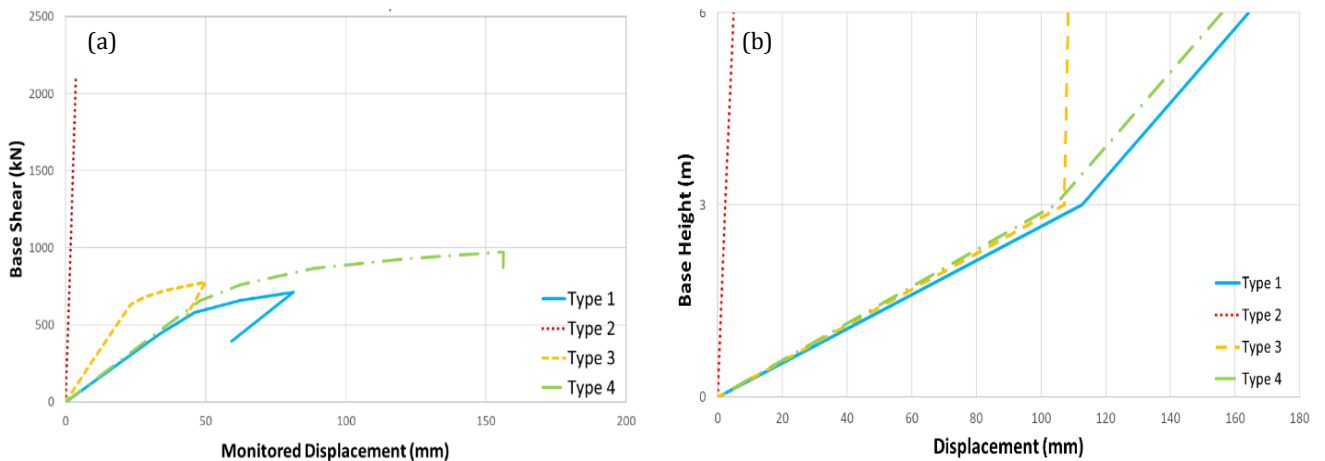 (a)
2500
2000
1500
1000
500
0
Base Shear (kN)
0 50 100 150 200
Monitored Displacement (mm)
Type 1
Type 2
Type 3
Type 4
(b)
6
3
0
Base Height (m)
0 20 40 60 80 100 120 140 160 180
Displacement (mm)
Type 1
Type 2
Type 3
Type 4